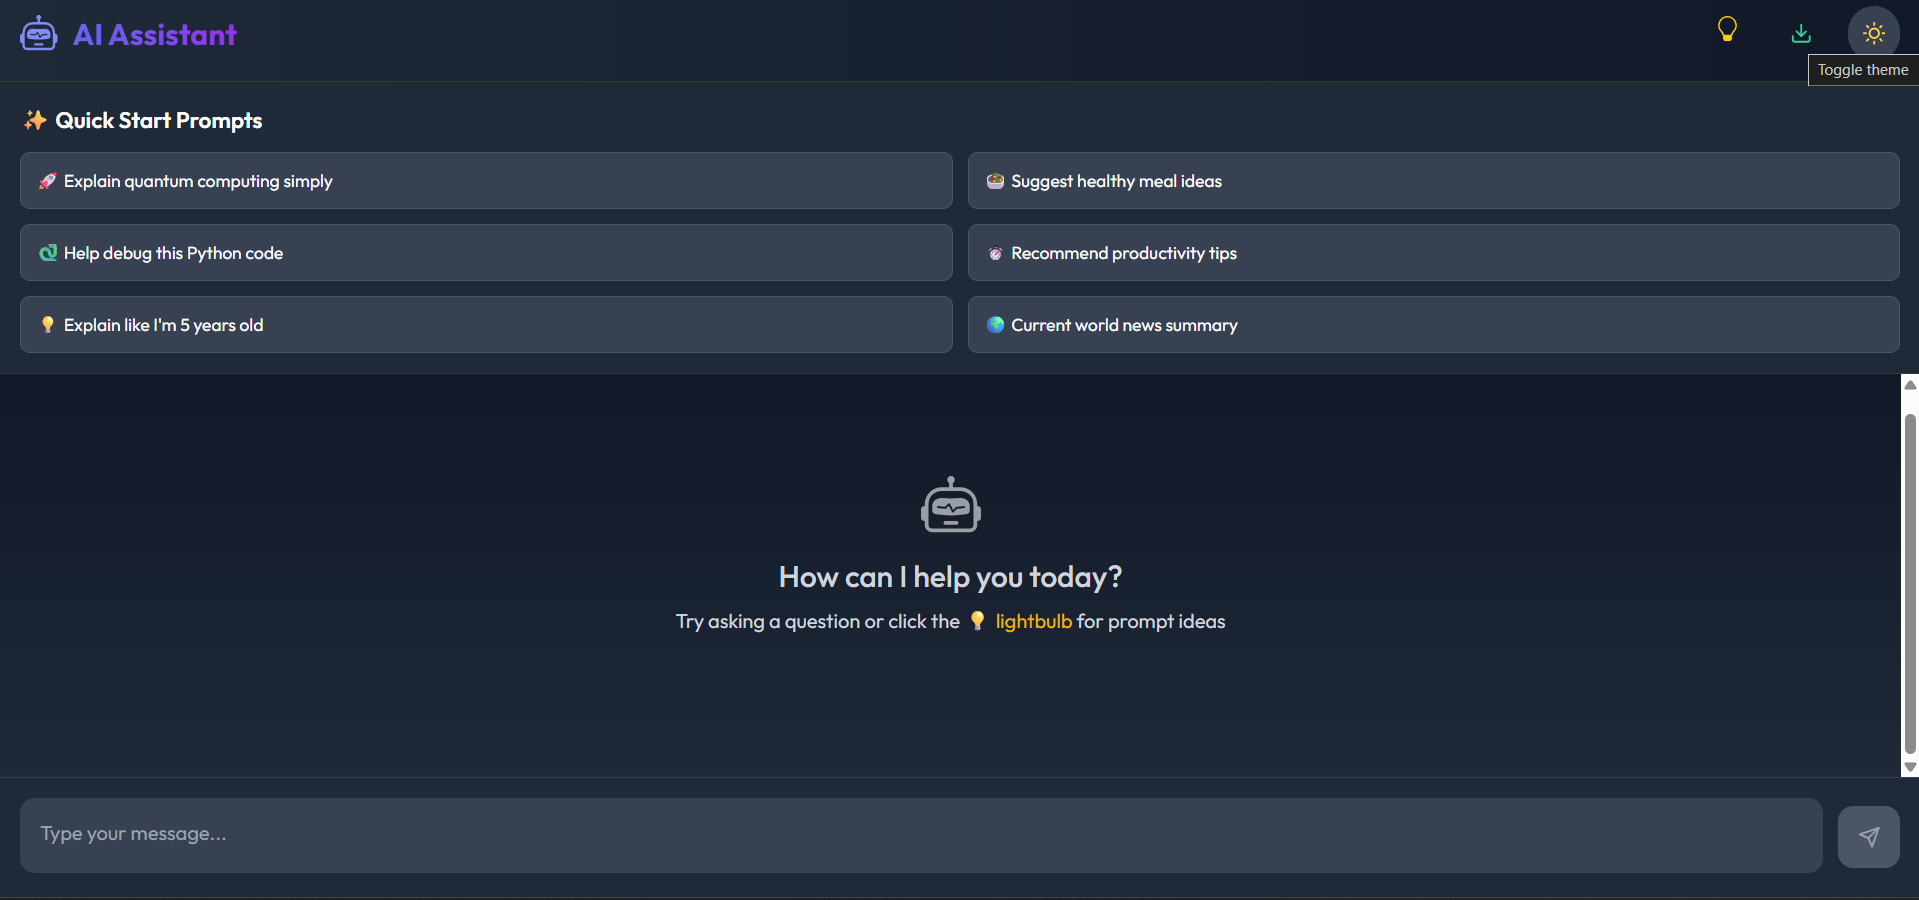 AI Assistant
Toggle theme
✨ Quick Start Prompts
🚀 Explain quantum computing simply
🥗 Suggest healthy meal ideas
🐉 Help debug this Python code
⏰ Recommend productivity tips
💡 Explain like I'm 5 years old
🌍 Current world news summary
How can I help you today?
Try asking a question or click the 💡 lightbulb for prompt ideas
Type your message...